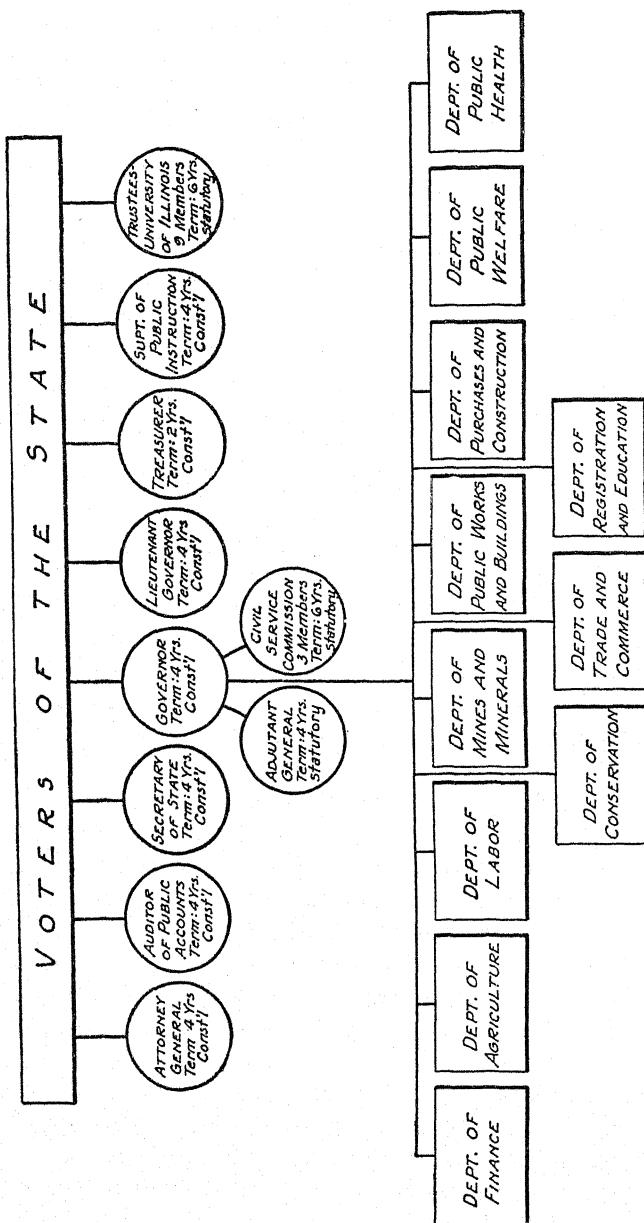 VOTERS OF THE STATE
ATTORNEY
GENERAL
Term 4 Yrs
Const'l
AUDITOR
OF PUBLIC
ACCOUNTS
Term: 4 Yrs.
Const'l
SECRETARY
OF STATE
Term: 4 Yrs.
Const'l
GOVERNOR
Term: 4 Yrs.
Const'l
LIEUTENANT
GOVERNOR
Term: 4 Yrs
Const'l
TREASURER
Term: 2 Yrs.
Const'l
SUPT. OF
PUBLIC
INSTRUCTION
Term: 4 Yrs.
Const'l
TRUSTEES-
UNIVERSITY
OF ILLINOIS
9 Members
Term: 6 Yrs.
Statutory
ADJUTANT
GENERAL
Term: 4 Yrs.
Statutory
CIVIL
SERVICE
COMMISSION
3 Members
Term: 6 Yrs.
Statutory
DEPT. OF
FINANCE
DEPT. OF
AGRICULTURE
DEPT. OF
LABOR
DEPT. OF
MINES AND
MINERALS
DEPT. OF
PUBLIC WORKS
AND BUILDINGS
DEPT. OF
PURCHASES AND
CONSTRUCTION
DEPT. OF
PUBLIC
WELFARE
DEPT. OF
PUBLIC
HEALTH
DEPT. OF
CONSERVATION
DEPT. OF
TRADE AND
COMMERCE
DEPT. OF
REGISTRATION
AND EDUCATION